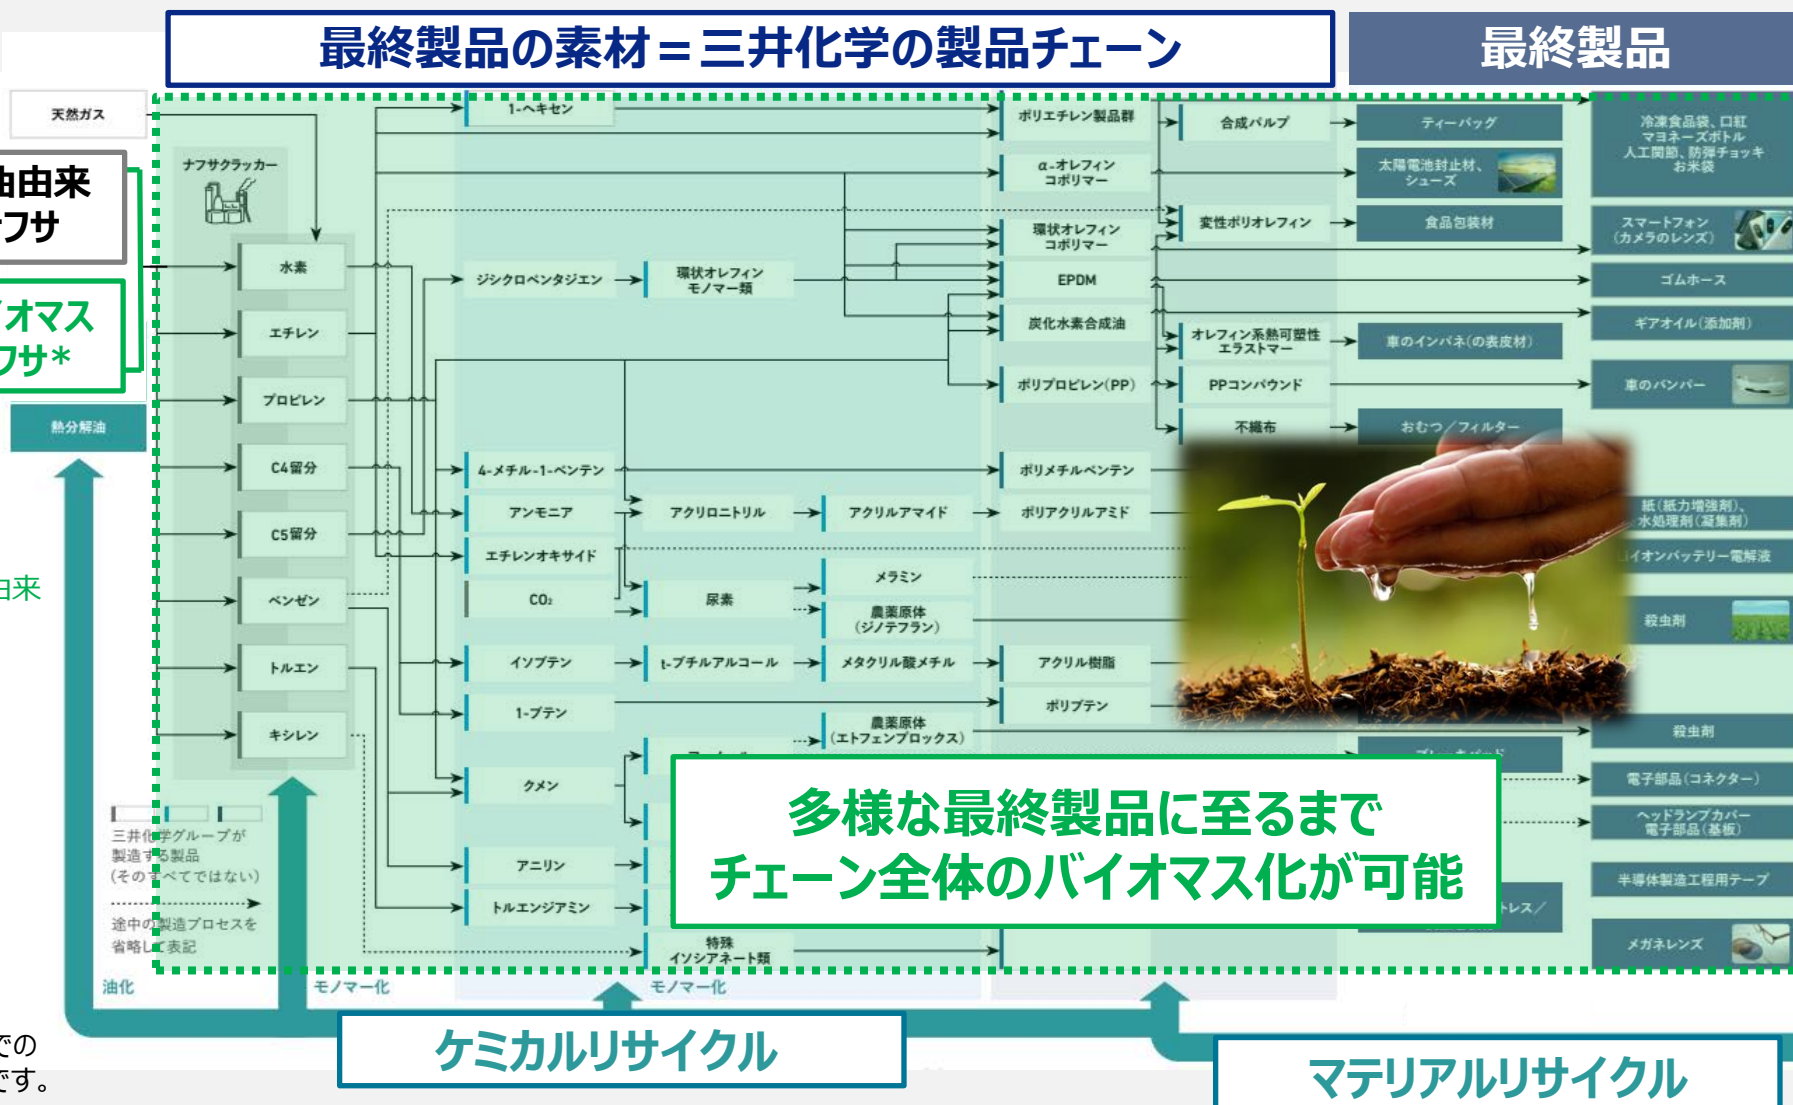 最終製品の素材＝三井化学の製品チェーン
最終製品
天然ガス
油由来
フサ
オマス
フサ*
熱分解油
由来
ナフサクラッカー
水素
エチレン
プロピレン
C4留分
C5留分
ベンゼン
トルエン
キシレン
三井化学グループが
製造する製品
(そのすべてではない)
途中の製造プロセスを
省略して表記
1-ヘキセン
ジシクロペンタジエン
4-メチル-1-ペンテン
アンモニア
エチレンオキサイド
CO₂
イソブテン
1-ブテン
クメン
アニリン
トルエンジアミン
環状オレフィン
モノマー類
アクリロニトリル
尿素
t-ブチルアルコール
特殊
イソシアネート類
アクリルアマイド
メラミン
農薬原体
(ジノテフラン)
メタクリル酸メチル
農薬原体
(エトフェンプロックス)
ポリエチレン製品群
α-オレフィン
コポリマー
環状オレフィン
コポリマー
EPDM
炭化水素合成油
ポリプロピレン(PP)
ポリメチルペンテン
ポリアクリルアミド
アクリル樹脂
ポリブテン
合成パルプ
変性ポリオレフィン
オレフィン系熱可塑性
エラストマー
PPコンパウンド
不織布
ティーバッグ
太陽電池封止材、
シューズ
食品包装材
車のインパネ(の表皮材)
おむつ／フィルター
トレス／
冷凍食品袋、口紅
マヨネーズボトル
人工関節、防弾チョッキ
お米袋
スマートフォン
(カメラのレンズ)
ゴムホース
ギアオイル(添加剤)
車のバンパー
紙(紙力増強剤)、
水処理剤(凝集剤)
イオンバッテリー電解液
殺虫剤
殺虫剤
電子部品(コネクター)
ヘッドランプカバー
電子部品(基板)
半導体製造工程用テープ
メガネレンズ
多様な最終製品に至るまで
チェーン全体のバイオマス化が可能
油化
モノマー化
モノマー化
ケミカルリサイクル
マテリアルリサイクル
での
です。